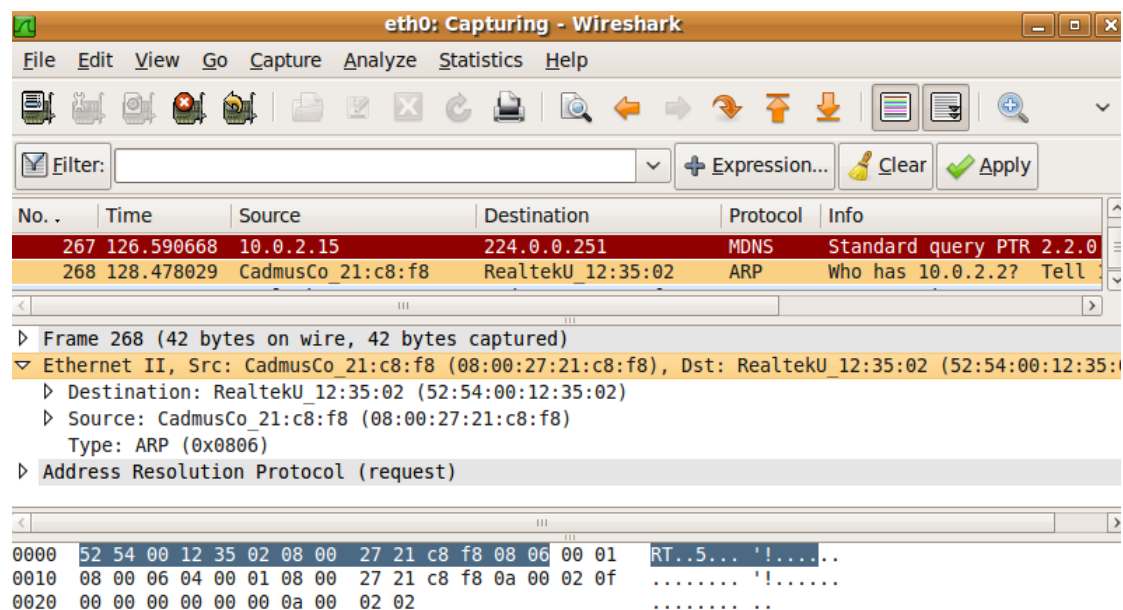 eth0: Capturing - Wireshark
File Edit View Go Capture Analyze Statistics Help
Filter: Expression... Clear Apply
No. . Time Source Destination Protocol Info
267 126.590668 10.0.2.15 224.0.0.251 MDNS Standard query PTR 2.2.0
268 128.478029 CadmusCo_21:c8:f8 RealtekU_12:35:02 ARP Who has 10.0.2.2? Tell
Frame 268 (42 bytes on wire, 42 bytes captured)
Ethernet II, Src: CadmusCo_21:c8:f8 (08:00:27:21:c8:f8), Dst: RealtekU_12:35:02 (52:54:00:12:35:
Destination: RealtekU_12:35:02 (52:54:00:12:35:02)
Source: CadmusCo_21:c8:f8 (08:00:27:21:c8:f8)
Type: ARP (0x0806)
Address Resolution Protocol (request)
0000 52 54 00 12 35 02 08 00 27 21 c8 f8 08 06 00 01 RT..5... '!......
0010 08 00 06 04 00 01 08 00 27 21 c8 f8 0a 00 02 0f ........ '!......
0020 00 00 00 00 00 00 0a 00 02 02 ........ ..